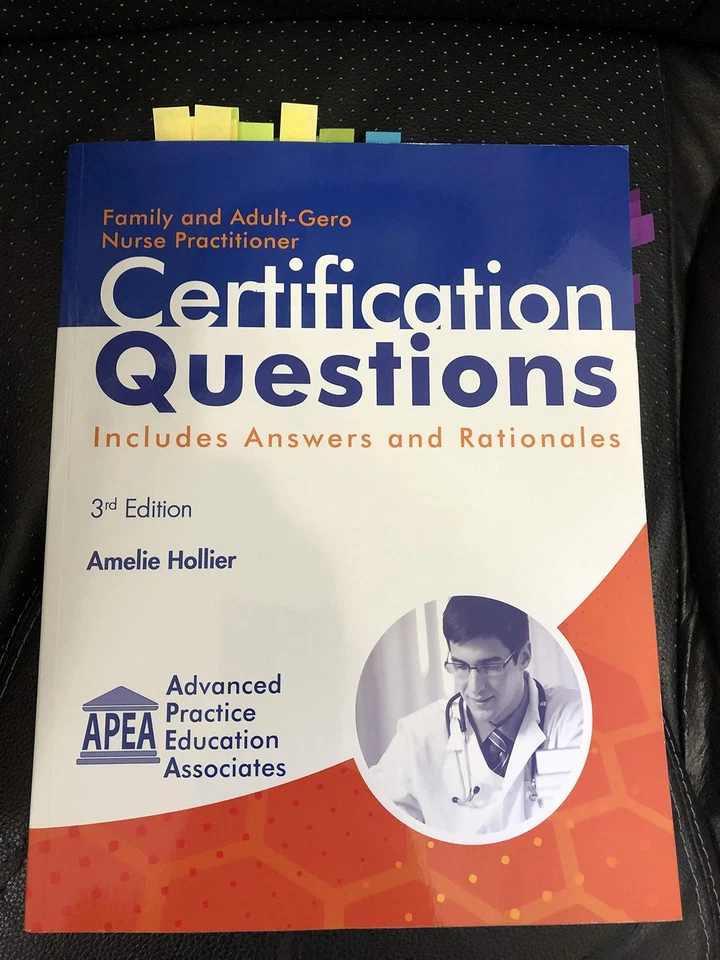 Family and Adult-Gero
Nurse Practitioner
Certification
Questions
Includes Answers and Rationales
3rd Edition
Amelie Hollier
APEA
Advanced
Practice
Education
Associates